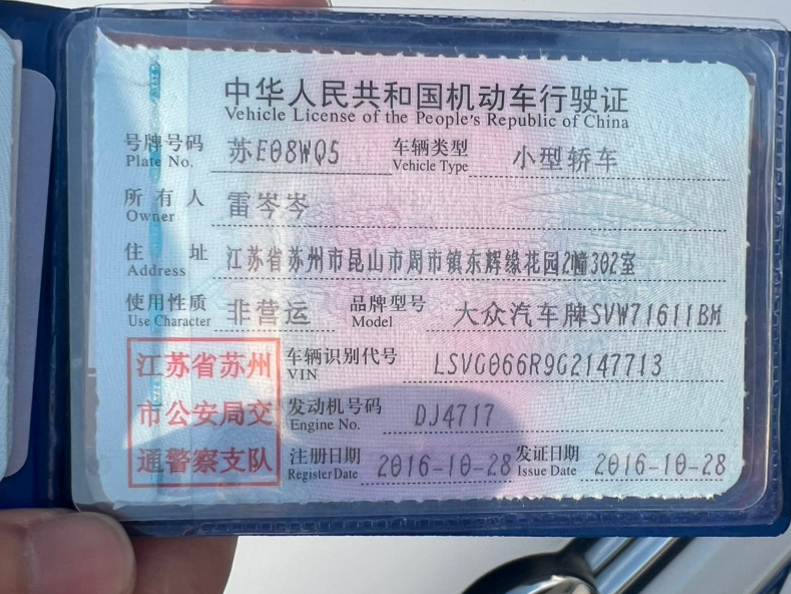 中华人民共和国机动车行驶证
Vehicle License of the People's Republic of China
号牌号码 苏E08WQ5 车辆类型 小型轿车
Plate No. Vehicle Type
所有人 雷岑岑
Owner
住址 江苏省苏州市昆山市周市镇东辉缘花园2幢302室
Address
使用性质 非营运 品牌型号 大众汽车牌SVW71611BM
Use Character Model
江苏省苏州 车辆识别代号 LSVG066R9G2147713
VIN
市公安局交 发动机号码 DJ4717
Engine No.
通警察支队 注册日期 2016-10-28 发证日期 2016-10-28
Register Date Issue Date